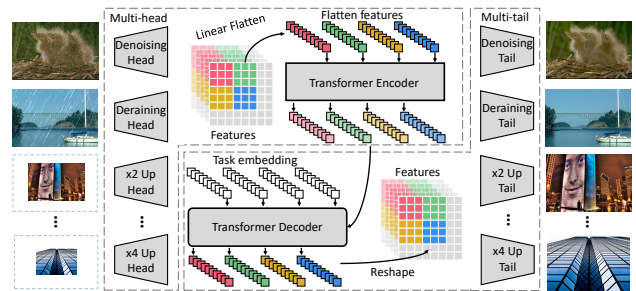 Multi-head
Linear Flatten
Flatten features
Multi-tail
Denoising
Head
Denoising
Tail
Transformer Encoder
Deraining
Head
Features
Deraining
Tail
Task embedding
Features
x2 Up
Head
x2 Up
Tail
Transformer Decoder
x4 Up
Head
Reshape
x4 Up
Tail